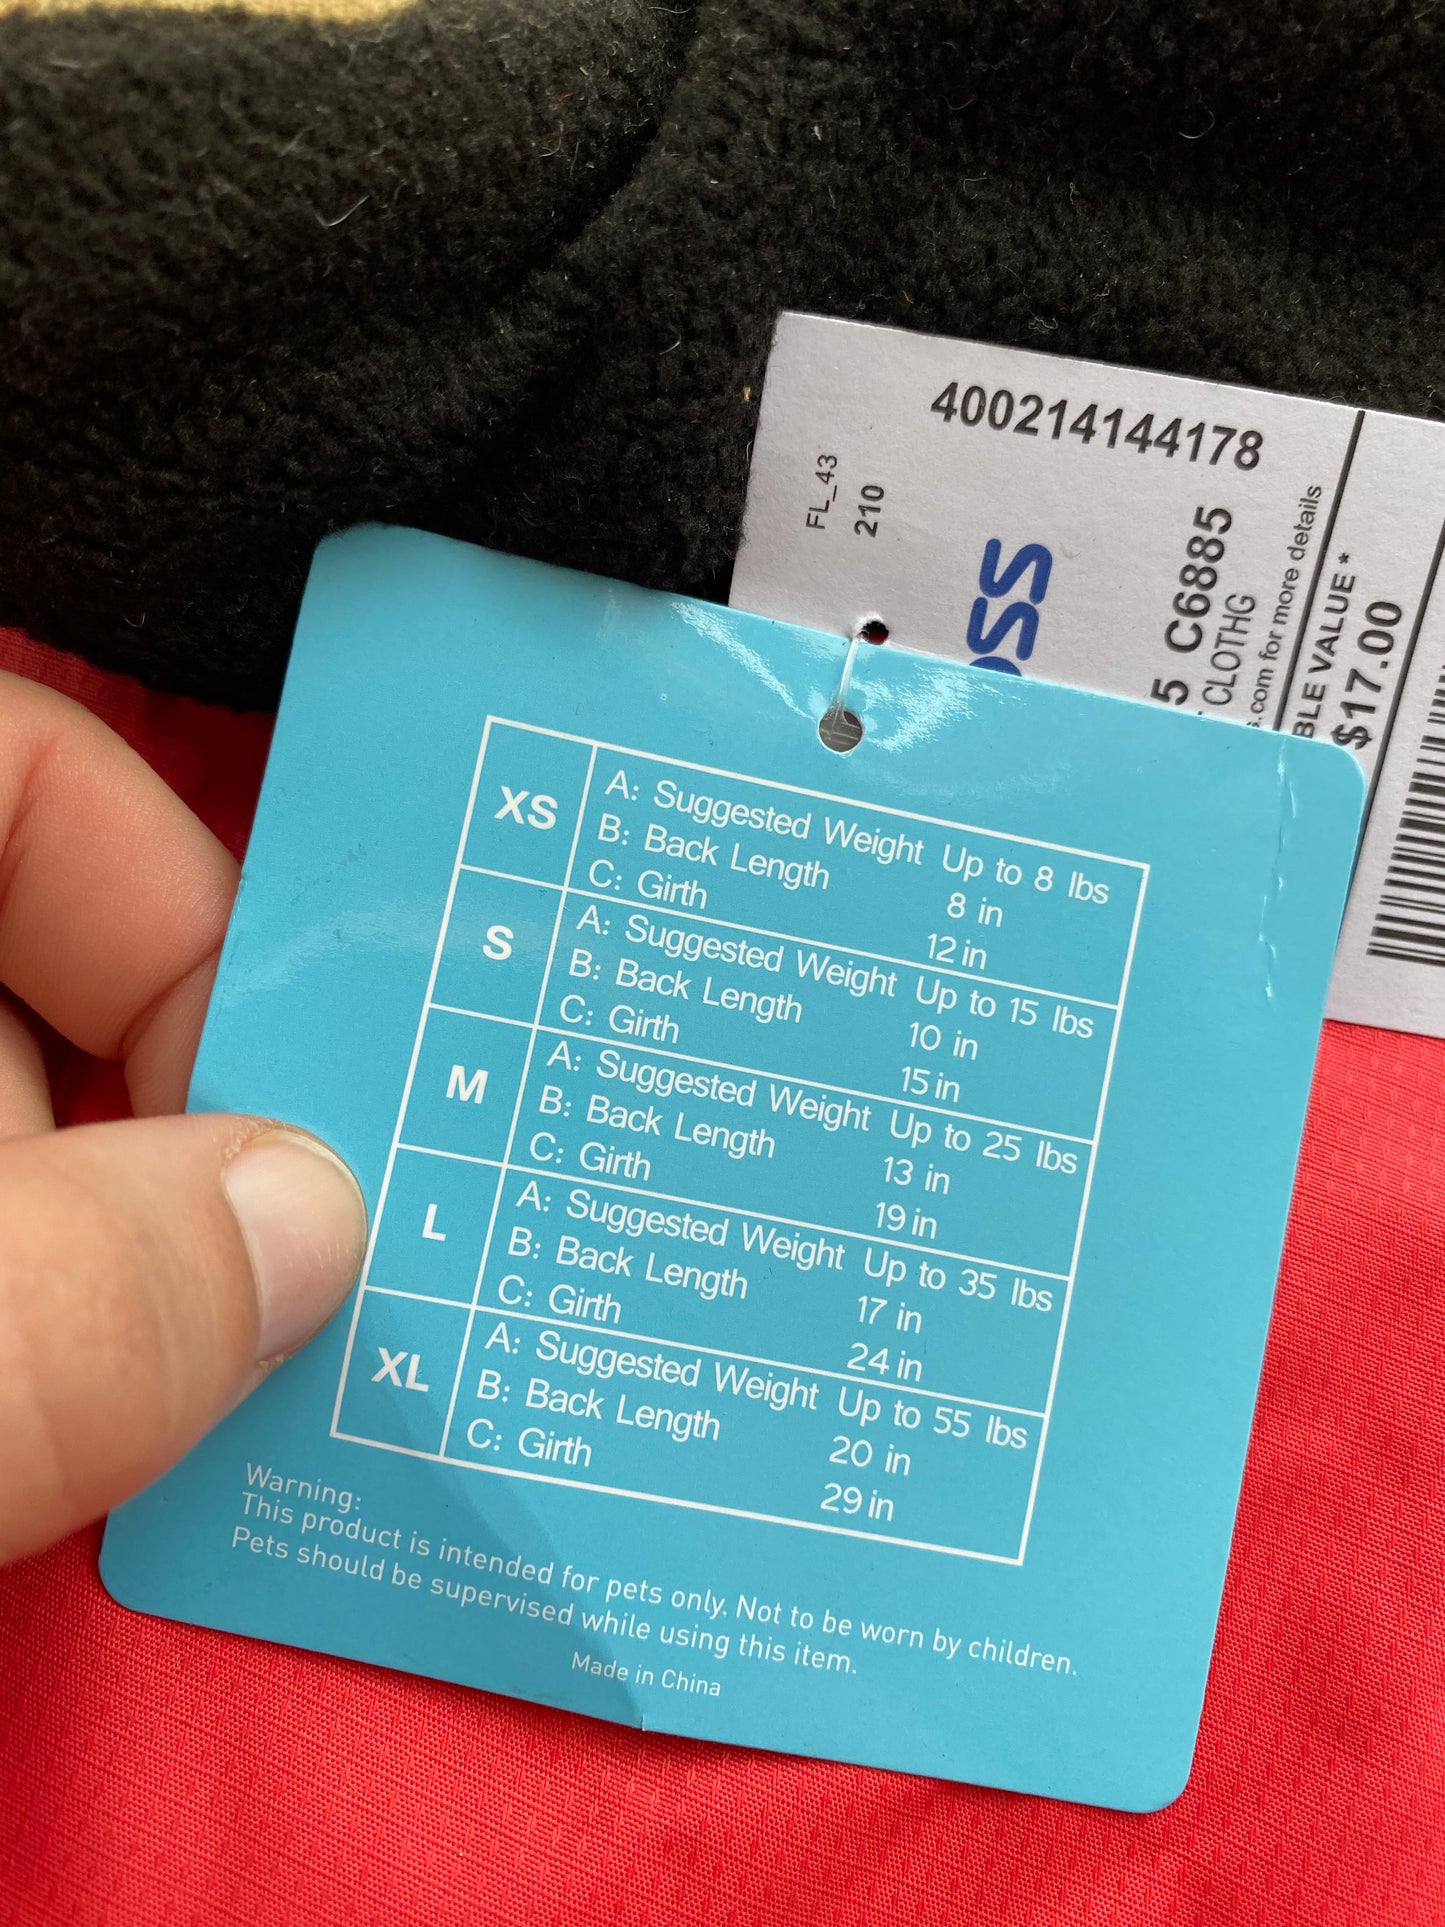 400214144178
FL_43
210
OSS
5 C6885
CLOTHG
.com for more details
BLE VALUE *
$17.00
XS
A: Suggested Weight Up to 8 lbs
B: Back Length 8 in
C: Girth 12 in
S
A: Suggested Weight Up to 15 lbs
B: Back Length 10 in
C: Girth 15 in
M
A: Suggested Weight Up to 25 lbs
B: Back Length 13 in
C: Girth 19 in
L
A: Suggested Weight Up to 35 lbs
B: Back Length 17 in
C: Girth 24 in
XL
A: Suggested Weight Up to 55 lbs
B: Back Length 20 in
C: Girth 29 in
Warning:
This product is intended for pets only. Not to be worn by children.
Pets should be supervised while using this item.
Made in China